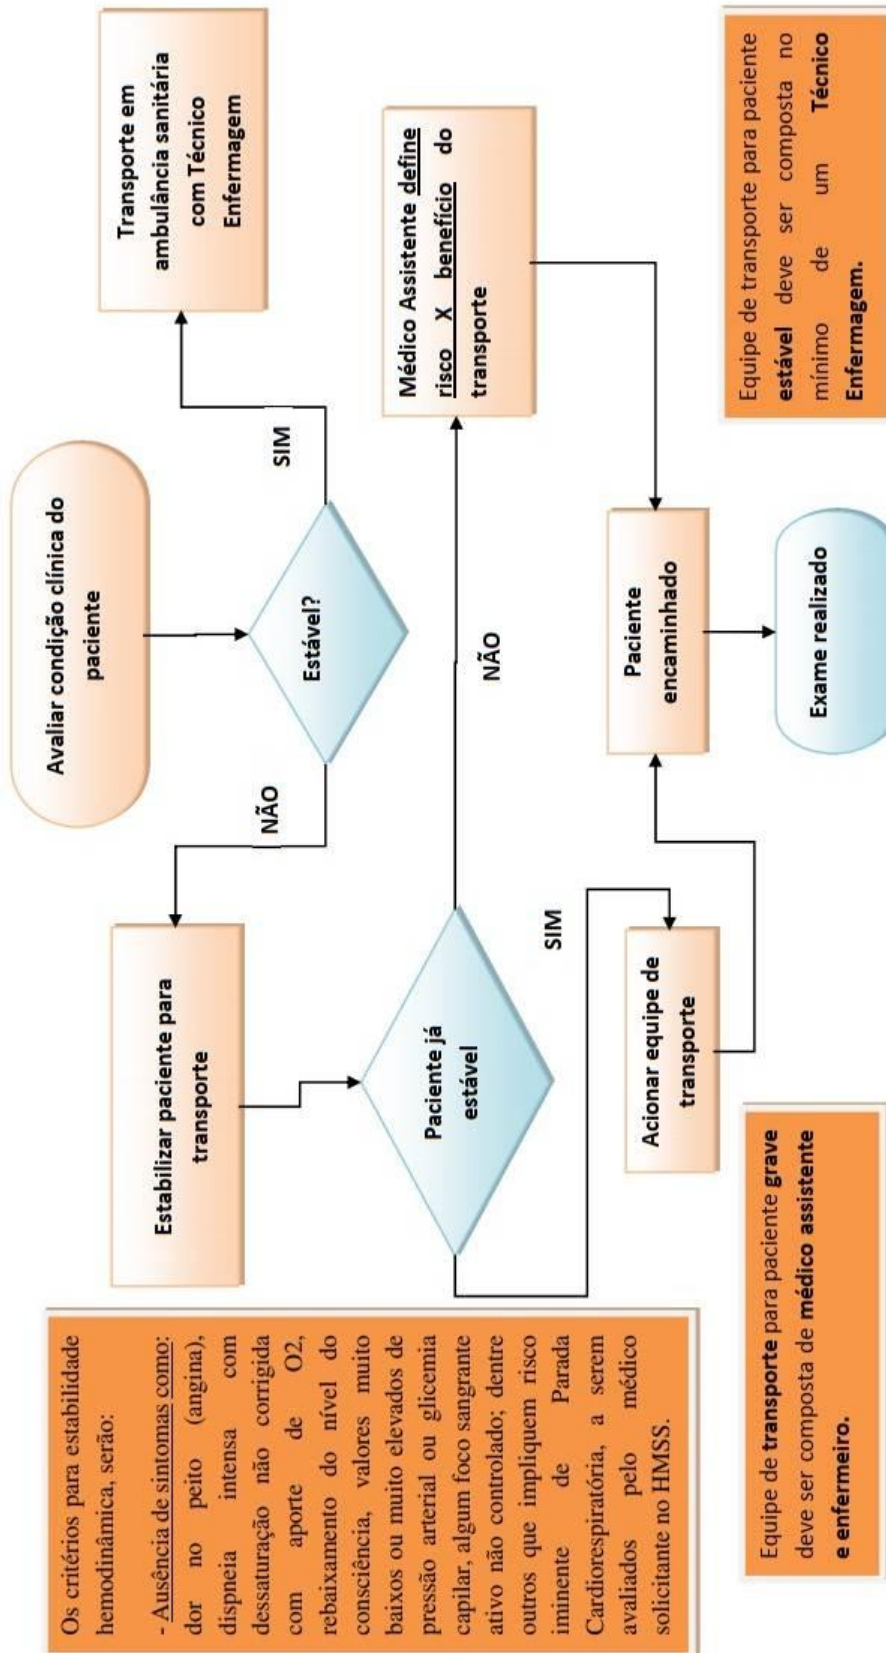 Avaliar condição clínica do
paciente
Estável?
SIM
Transporte em
ambulância sanitária
com Técnico
Enfermagem
NÃO
Estabilizar paciente para
transporte
Paciente já
estável
NÃO
Médico Assistente define
risco X benefício do
transporte
SIM
Acionar equipe de
transporte
Paciente
encaminhado
Exame realizado
Os critérios para estabilidade
hemodinâmica, serão:
- Ausência de sintomas como:
dor no peito (angina),
dispneia intensa com
dessaturação não corrigida
com aporte de O2,
rebaixamento do nível do
consciência, valores muito
baixos ou muito elevados de
pressão arterial ou glicemia
capilar, algum foco sangrante
ativo não controlado; dentre
outros que impliquem risco
iminente de Parada
Cardiorespiratória, a serem
avaliados pelo médico
solicitante no HMSS.
Equipe de transporte para paciente grave
deve ser composta de médico assistente
e enfermeiro.
Equipe de transporte para paciente
estável deve ser composta no
mínimo de um Técnico
Enfermagem.